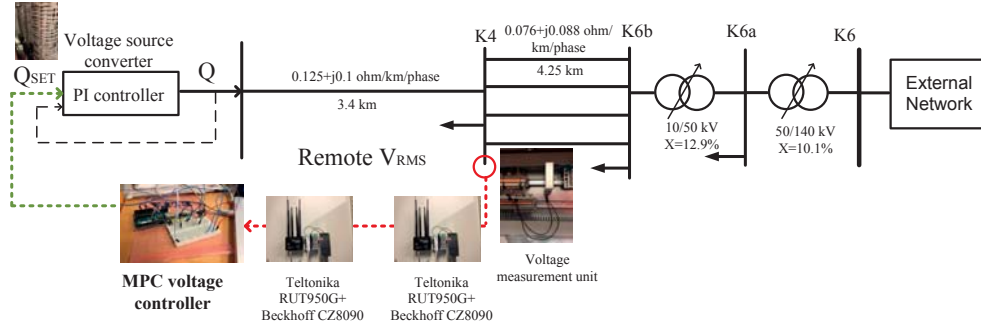 Voltage source
converter
QSET
PI controller
Q
0.125+j0.1 ohm/km/phase
3.4 km
K4
0.076+j0.088 ohm/
km/phase
4.25 km
K6b
K6a
K6
10/50 kV
X=12.9%
50/140 kV
X=10.1%
External
Network
Remote VRMS
MPC voltage
controller
Teltonika
RUT950G+
Beckhoff CZ8090
Teltonika
RUT950G+
Beckhoff CZ8090
Voltage
measurement unit